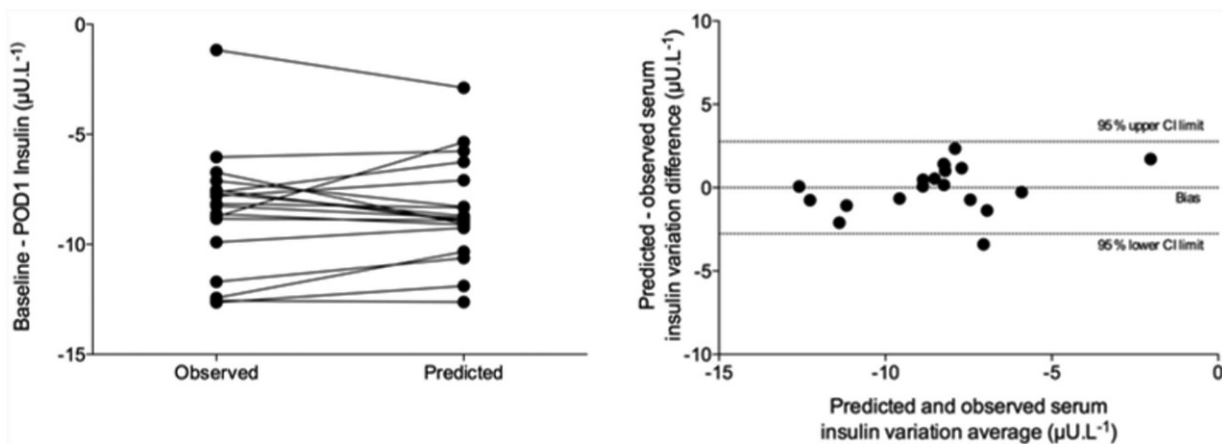 Baseline - POD1 Insulin (µU.L⁻¹)
0
-5
-10
-15
Observed
Predicted
Predicted - observed serum
insulin variation difference (µU.L⁻¹)
10
5
0
-5
-10
95 % upper CI limit
Bias
95 % lower CI limit
-15
-10
-5
0
Predicted and observed serum
insulin variation average (µU.L⁻¹)